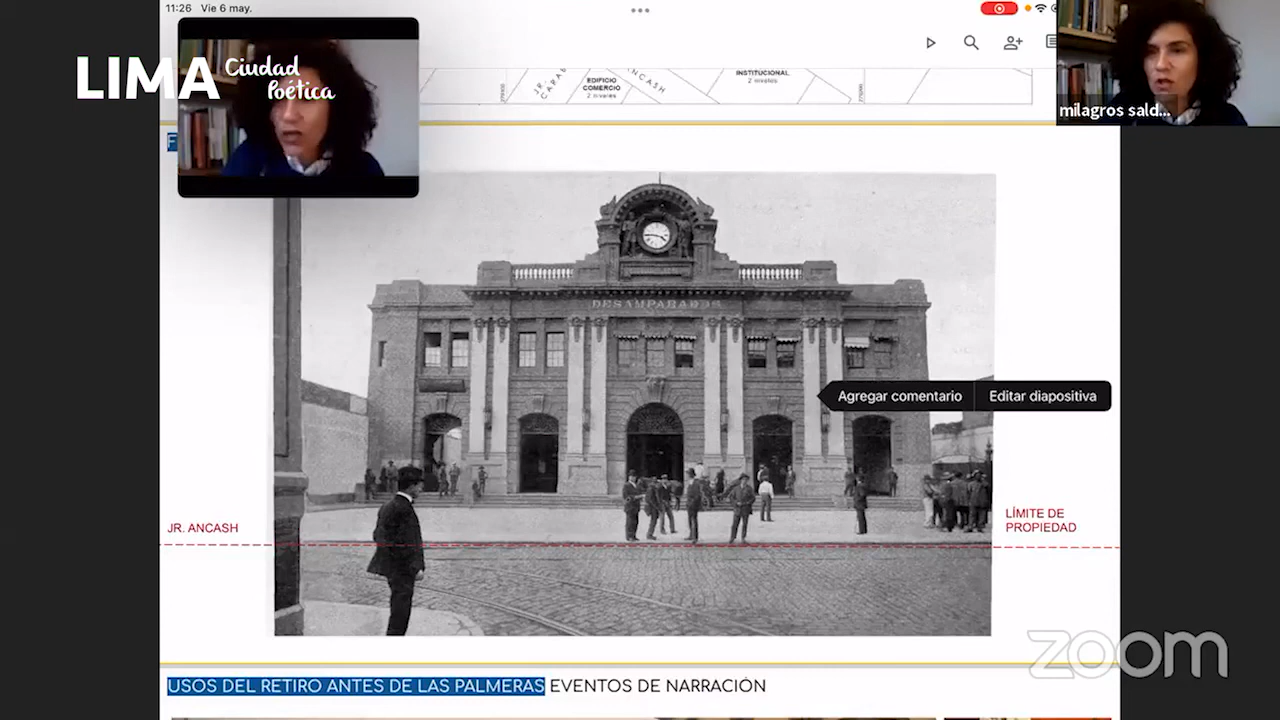 11:26 Vie 6 may.
LIMA Ciudad
Poética
milagros sald...
JR.
EDIFICIO
COMERCIO
2 niveles
ANCASH
INSTITUCIONAL
2 niveles
F
DESAMPARADOS
Agregar comentario Editar diapositiva
JR. ANCASH
LÍMITE DE
PROPIEDAD
zoom
USOS DEL RETIRO ANTES DE LAS PALMERAS EVENTOS DE NARRACIÓN